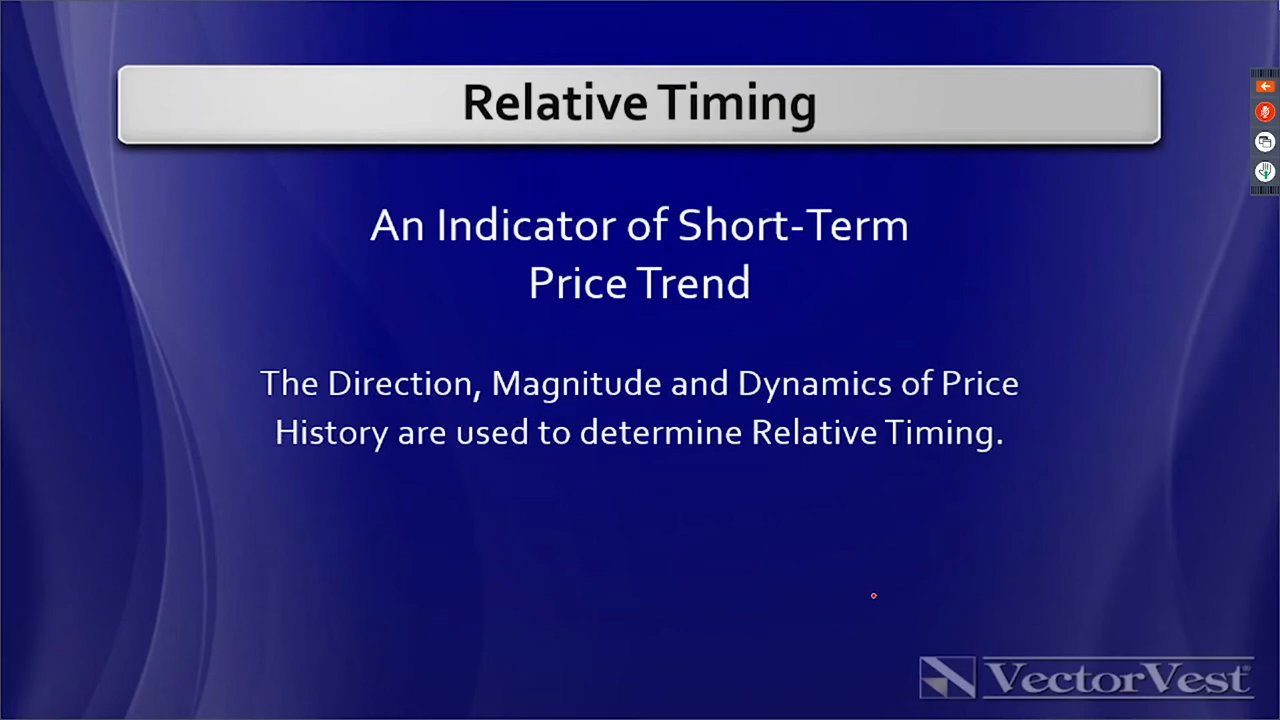 Relative Timing
An Indicator of Short-Term
Price Trend
The Direction, Magnitude and Dynamics of Price
History are used to determine Relative Timing.
VectorVest®